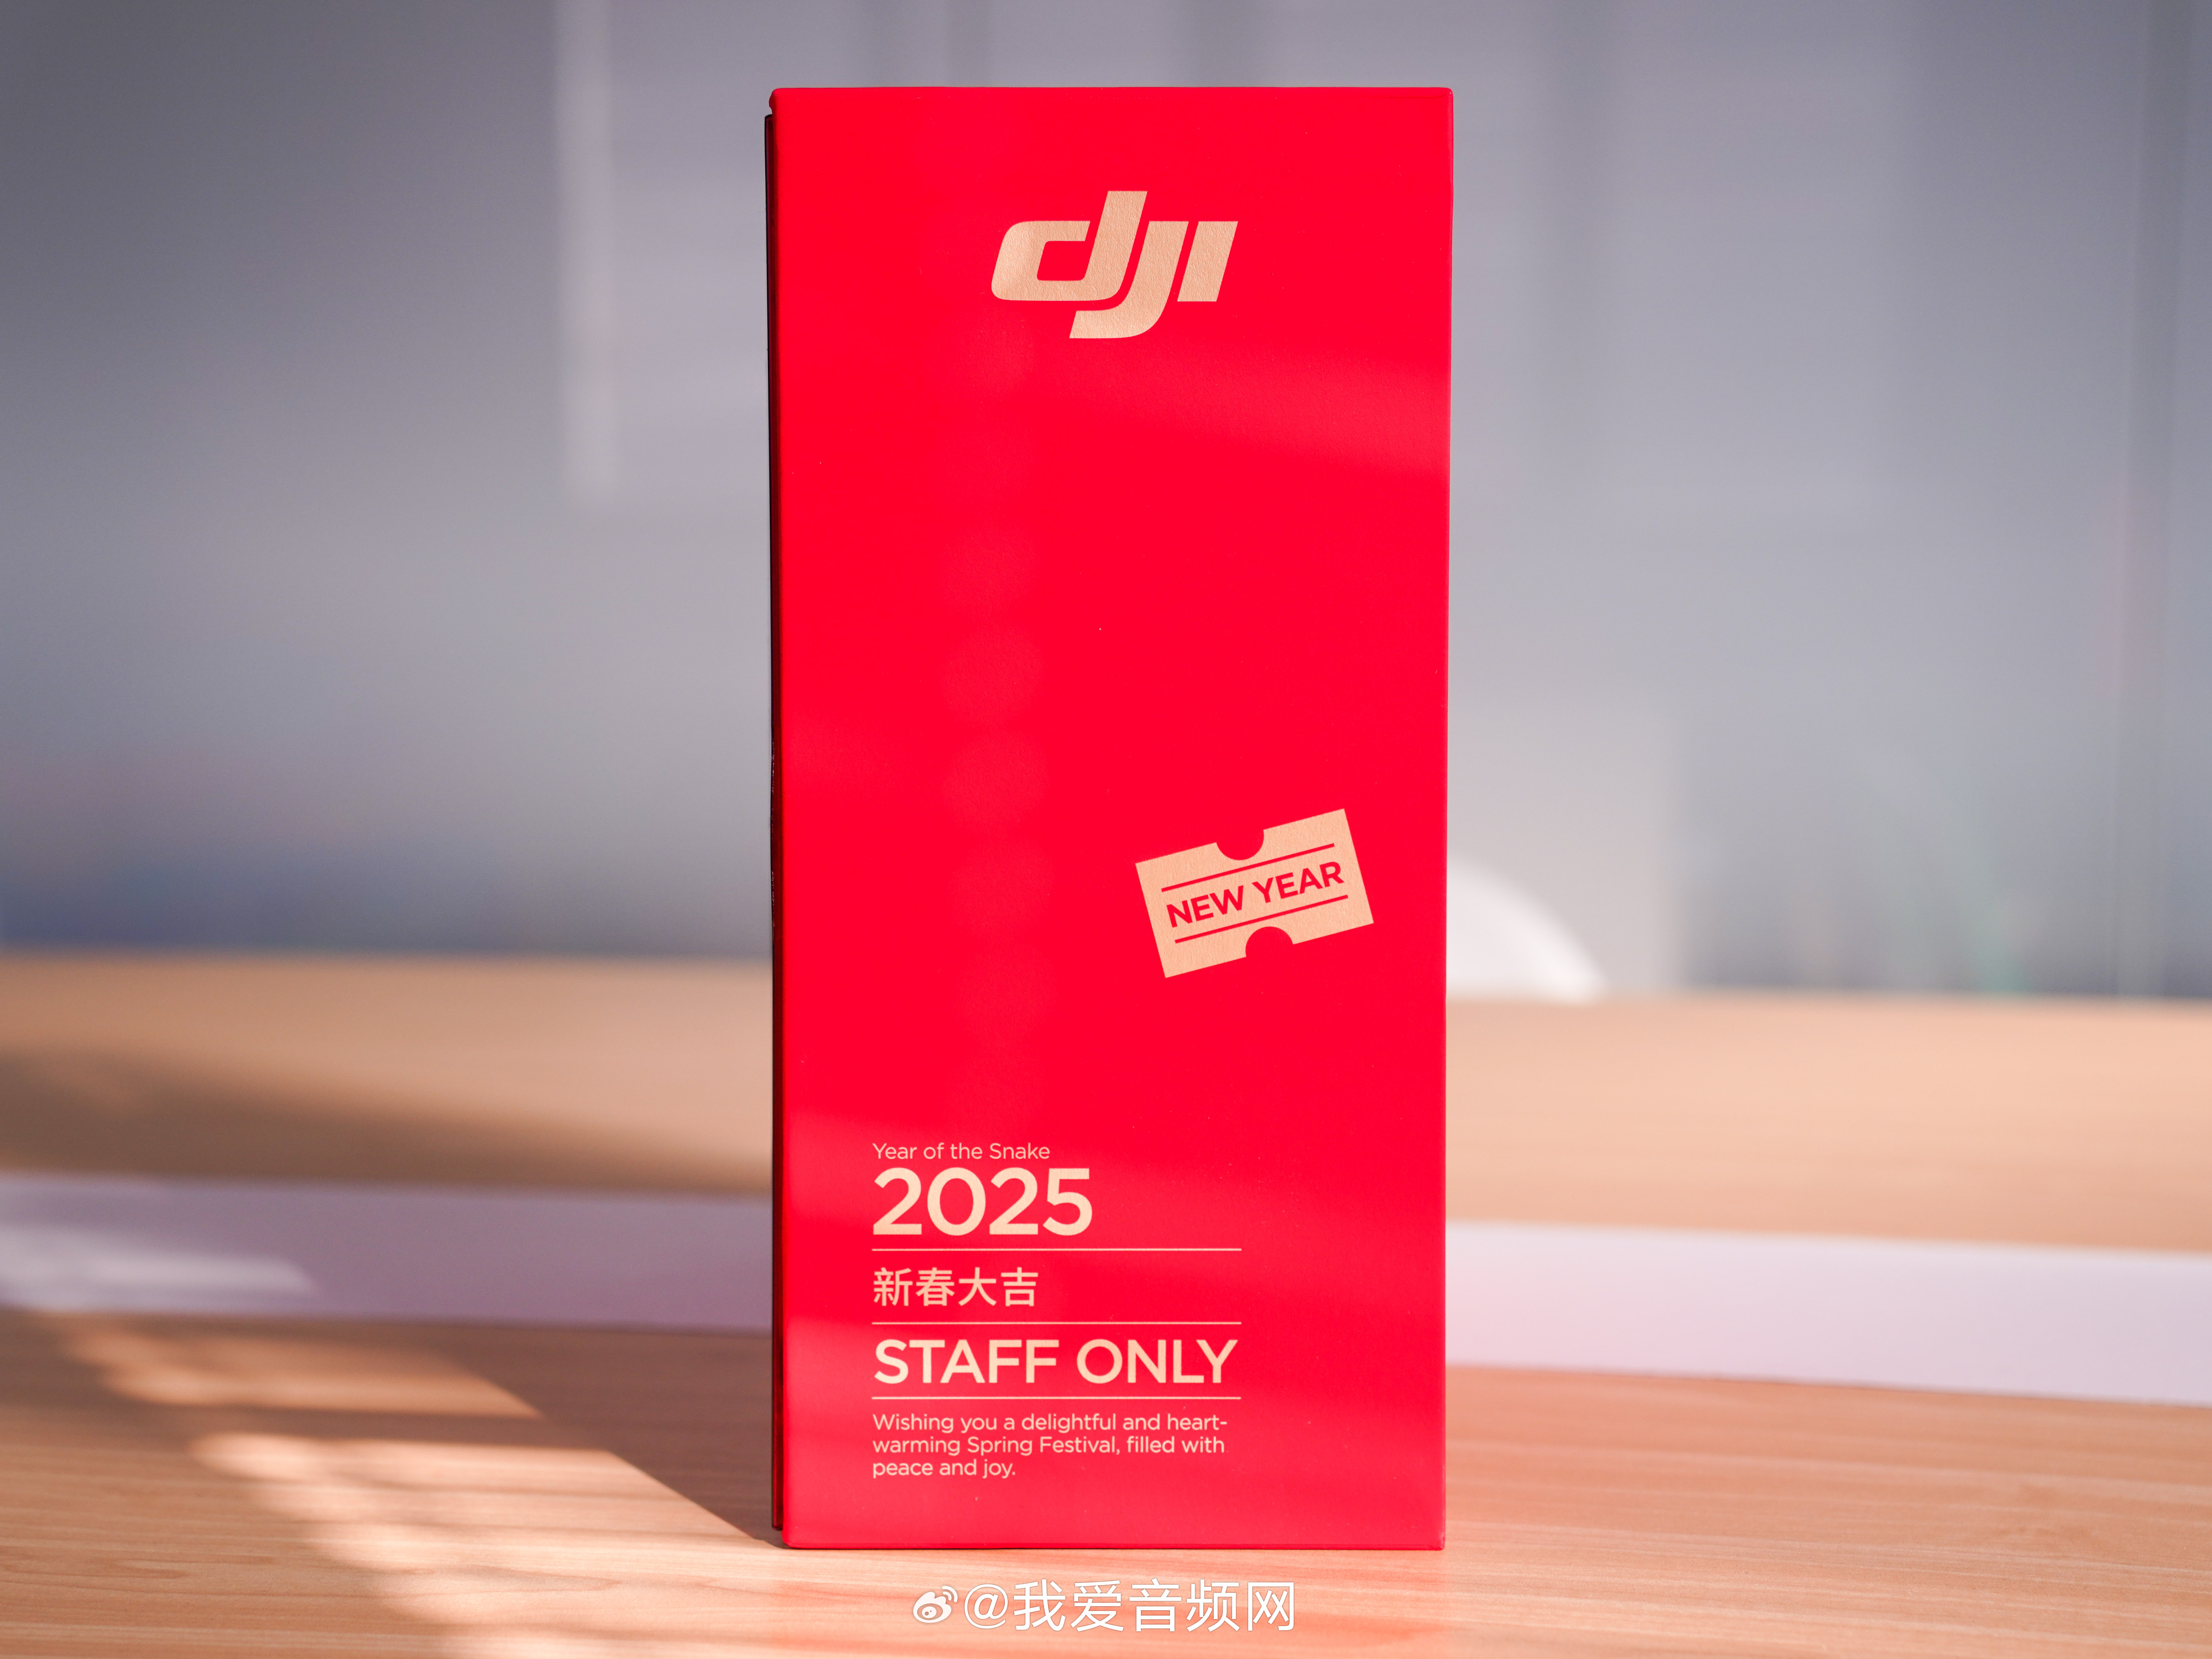 dji
NEW YEAR
Year of the Snake
2025
新春大吉
STAFF ONLY
Wishing you a delightful and heart-
warming Spring Festival, filled with
peace and joy.
@我爱音频网